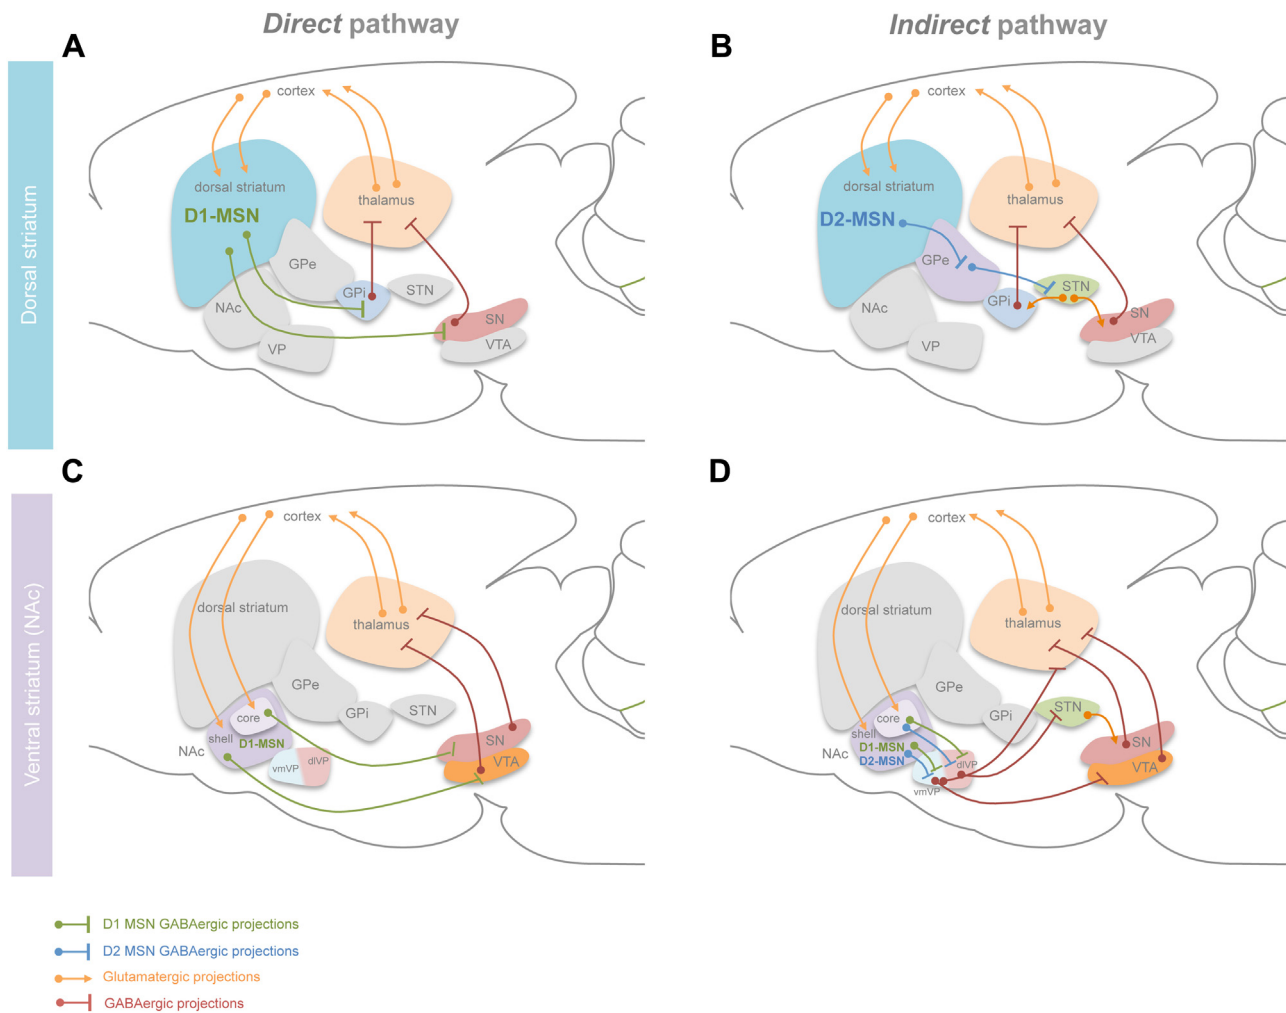 Direct pathway
Indirect pathway
Dorsal striatum
A
cortex
dorsal striatum
D1-MSN
thalamus
GPe
GPi
STN
NAc
VP
SN
VTA
B
cortex
dorsal striatum
D2-MSN
thalamus
GPe
GPi
STN
NAc
VP
SN
VTA
Ventral striatum (NAc)
C
cortex
dorsal striatum
thalamus
GPe
GPi
STN
core
shell
D1-MSN
NAc
vmVP
dlVP
SN
VTA
D
cortex
dorsal striatum
thalamus
GPe
GPi
STN
core
shell
D1-MSN
D2-MSN
NAc
vmVP
dlVP
SN
VTA
D1 MSN GABAergic projections
D2 MSN GABAergic projections
Glutamatergic projections
GABAergic projections